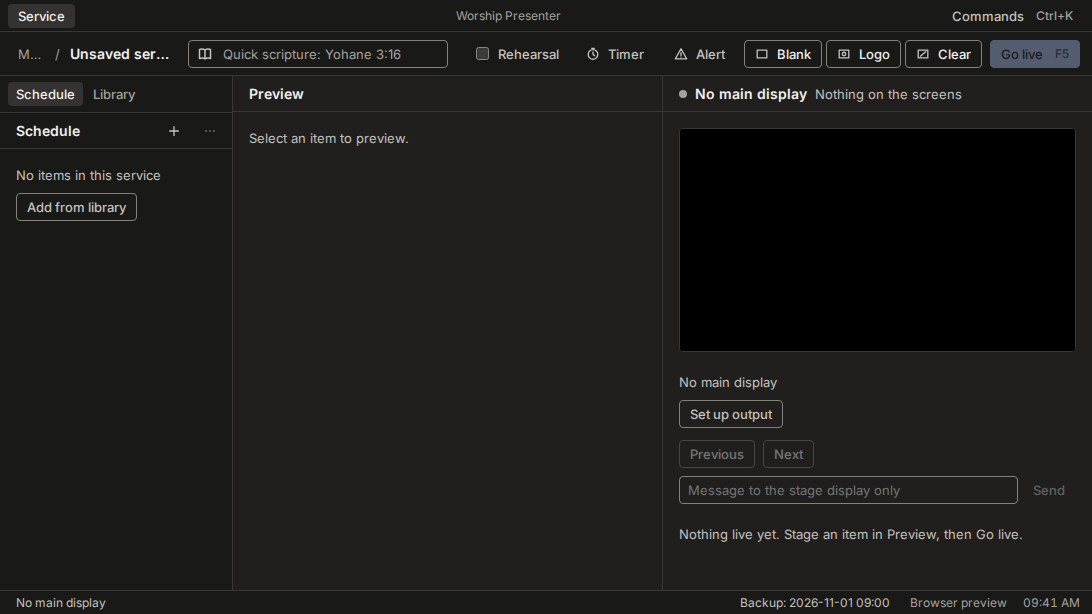 Service
Worship Presenter
Commands Ctrl+K
M... / Unsaved ser...
Quick scripture: Yohane 3:16
Rehearsal
Timer
Alert
Blank
Logo
Clear
Go live F5
Schedule
Library
Schedule
No items in this service
Add from library
Preview
Select an item to preview.
No main display Nothing on the screens
No main display
Set up output
Previous
Next
Message to the stage display only
Send
Nothing live yet. Stage an item in Preview, then Go live.
No main display
Backup: 2026-11-01 09:00
Browser preview
09:41 AM